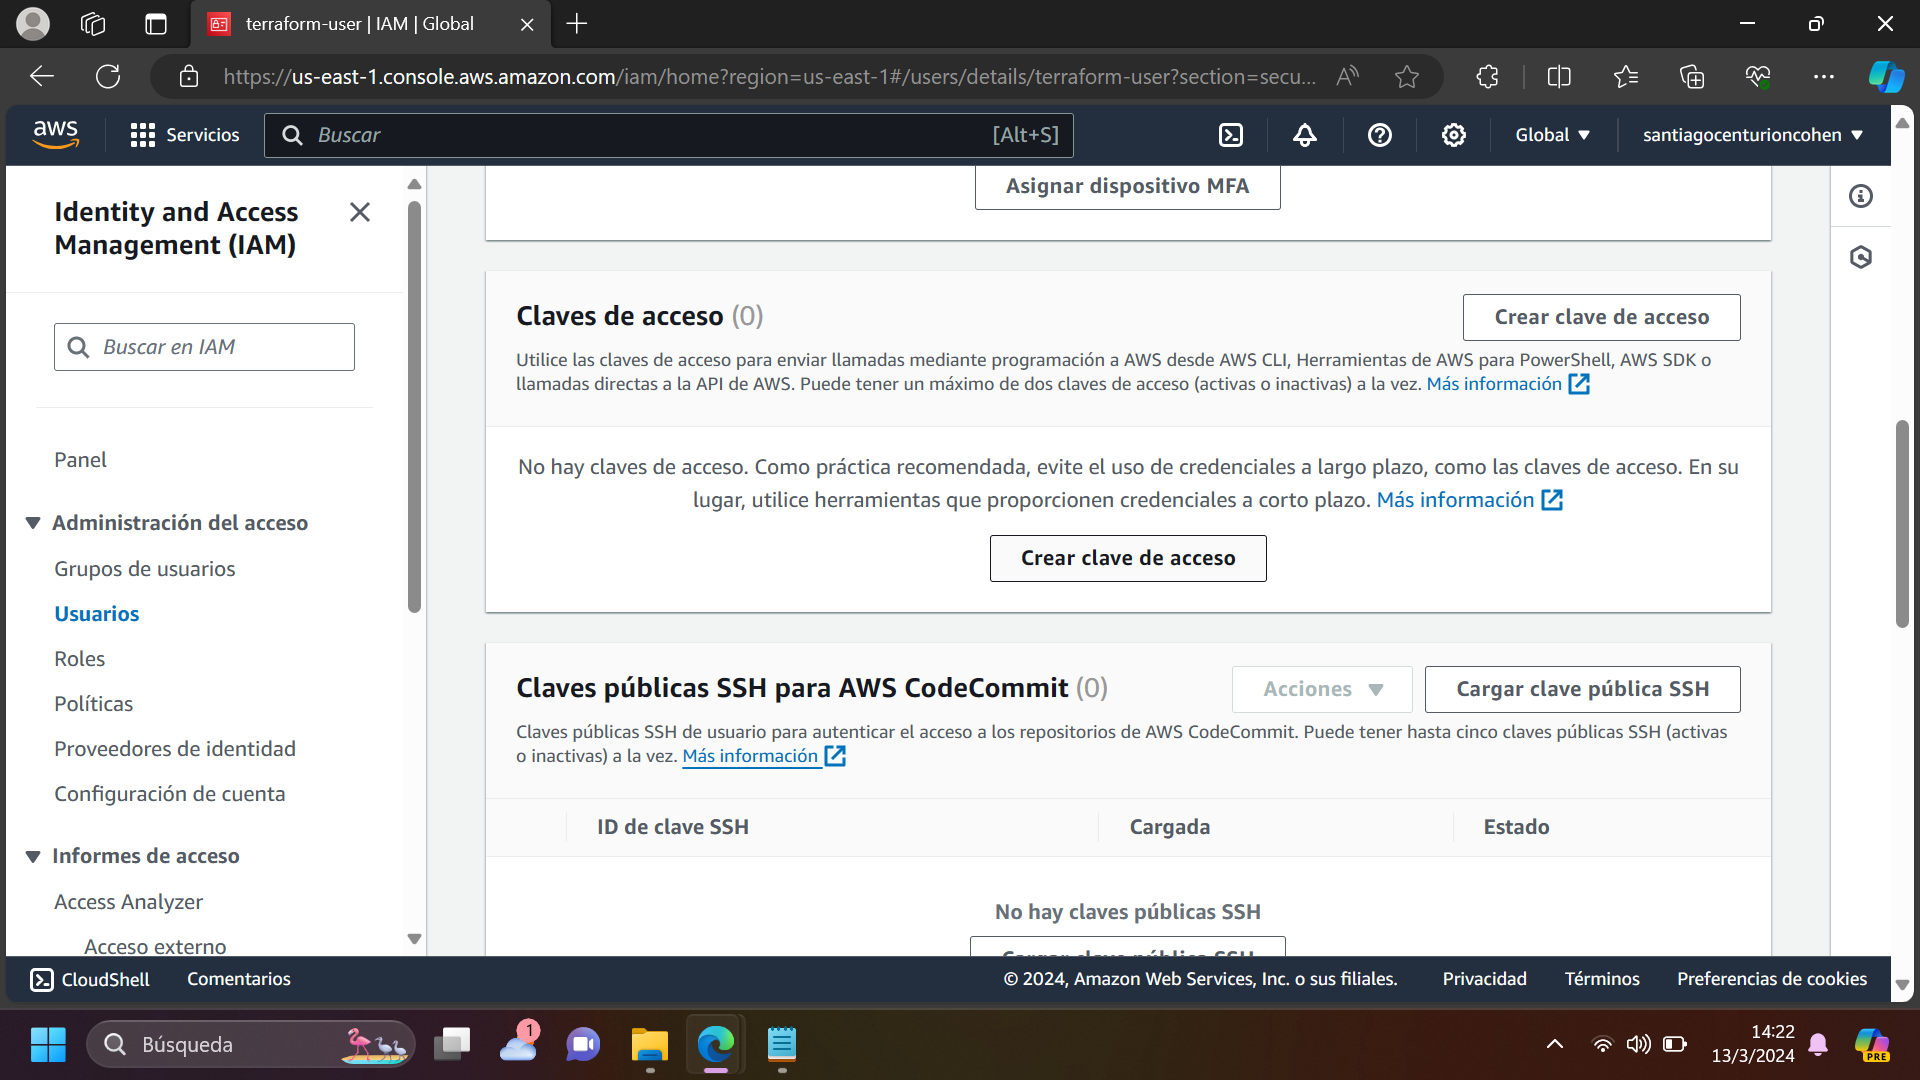 terraform-user | IAM | Global
https://us-east-1.console.aws.amazon.com/iam/home?region=us-east-1#/users/details/terraform-user?section=secu...
aws
Servicios
Buscar
[Alt+S]
Global
santiagocenturioncohen
Identity and Access
Management (IAM)
Buscar en IAM
Panel
Administración del acceso
Grupos de usuarios
Usuarios
Roles
Políticas
Proveedores de identidad
Configuración de cuenta
Informes de acceso
Access Analyzer
Acceso externo
Asignar dispositivo MFA
Claves de acceso (0)
Crear clave de acceso
Utilice las claves de acceso para enviar llamadas mediante programación a AWS desde AWS CLI, Herramientas de AWS para PowerShell, AWS SDK o
llamadas directas a la API de AWS. Puede tener un máximo de dos claves de acceso (activas o inactivas) a la vez. Más información
No hay claves de acceso. Como práctica recomendada, evite el uso de credenciales a largo plazo, como las claves de acceso. En su
lugar, utilice herramientas que proporcionen credenciales a corto plazo. Más información
Crear clave de acceso
Claves públicas SSH para AWS CodeCommit (0)
Acciones
Cargar clave pública SSH
Claves públicas SSH de usuario para autenticar el acceso a los repositorios de AWS CodeCommit. Puede tener hasta cinco claves públicas SSH (activas
o inactivas) a la vez. Más información
ID de clave SSH
Cargada
Estado
No hay claves públicas SSH
Cargar clave pública SSH
CloudShell
Comentarios
© 2024, Amazon Web Services, Inc. o sus filiales.
Privacidad
Términos
Preferencias de cookies
Búsqueda
1
14:22
13/3/2024
PRE